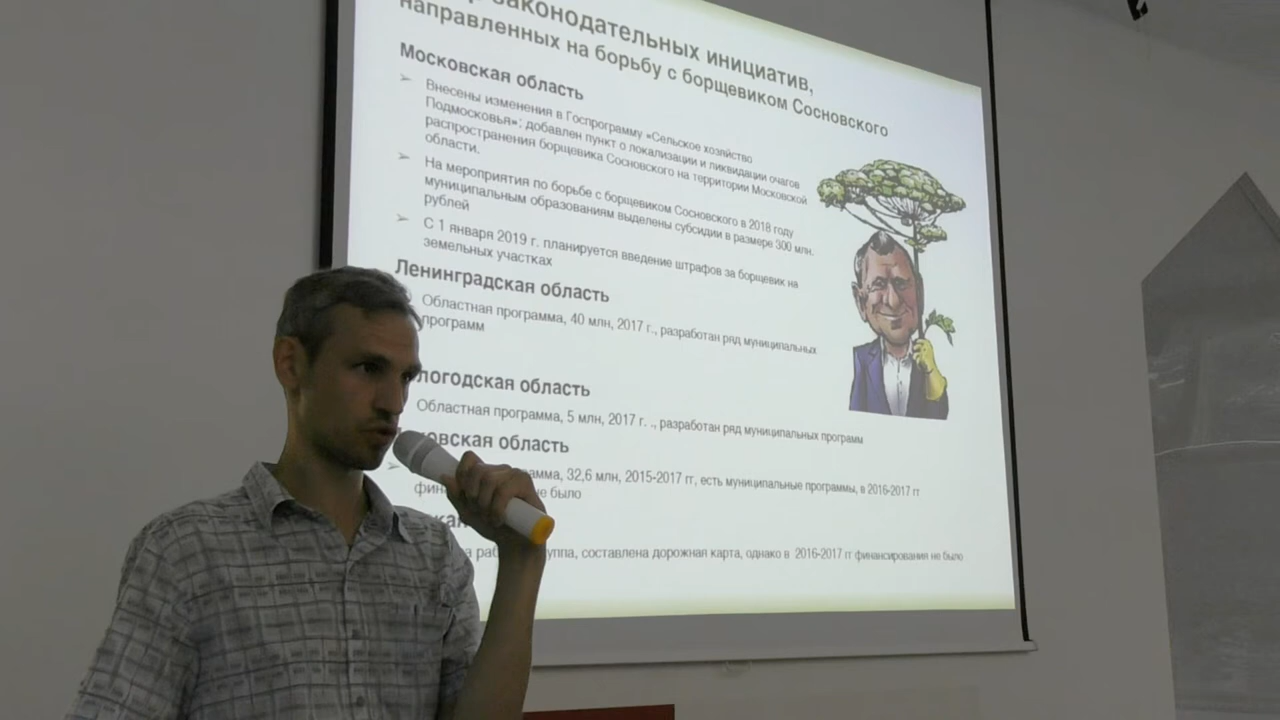 законодательных инициатив,
направленных на борьбу с борщевиком Сосновского
Московская область
Внесены изменения в Госпрограмму «Сельское хозяйство
Подмосковья»: добавлен пункт о локализации и ликвидации очагов
распространения борщевика Сосновского на территории Московской
области.
На мероприятия по борьбе с борщевиком Сосновского в 2018 году
муниципальным образованиям выделены субсидии в размере 300 млн.
рублей
С 1 января 2019 г. планируется введение штрафов за борщевик на
земельных участках
Ленинградская область
Областная программа, 40 млн, 2017 г., разработан ряд муниципальных
программ
логодская область
Областная программа, 5 млн, 2017 г. ., разработан ряд муниципальных программ
овская область
амма, 32,6 млн, 2015-2017 гг, есть муниципальные программы, в 2016-2017 гг
фин не было
кая
а раб уппа, составлена дорожная карта, однако в 2016-2017 гг финансирования не было